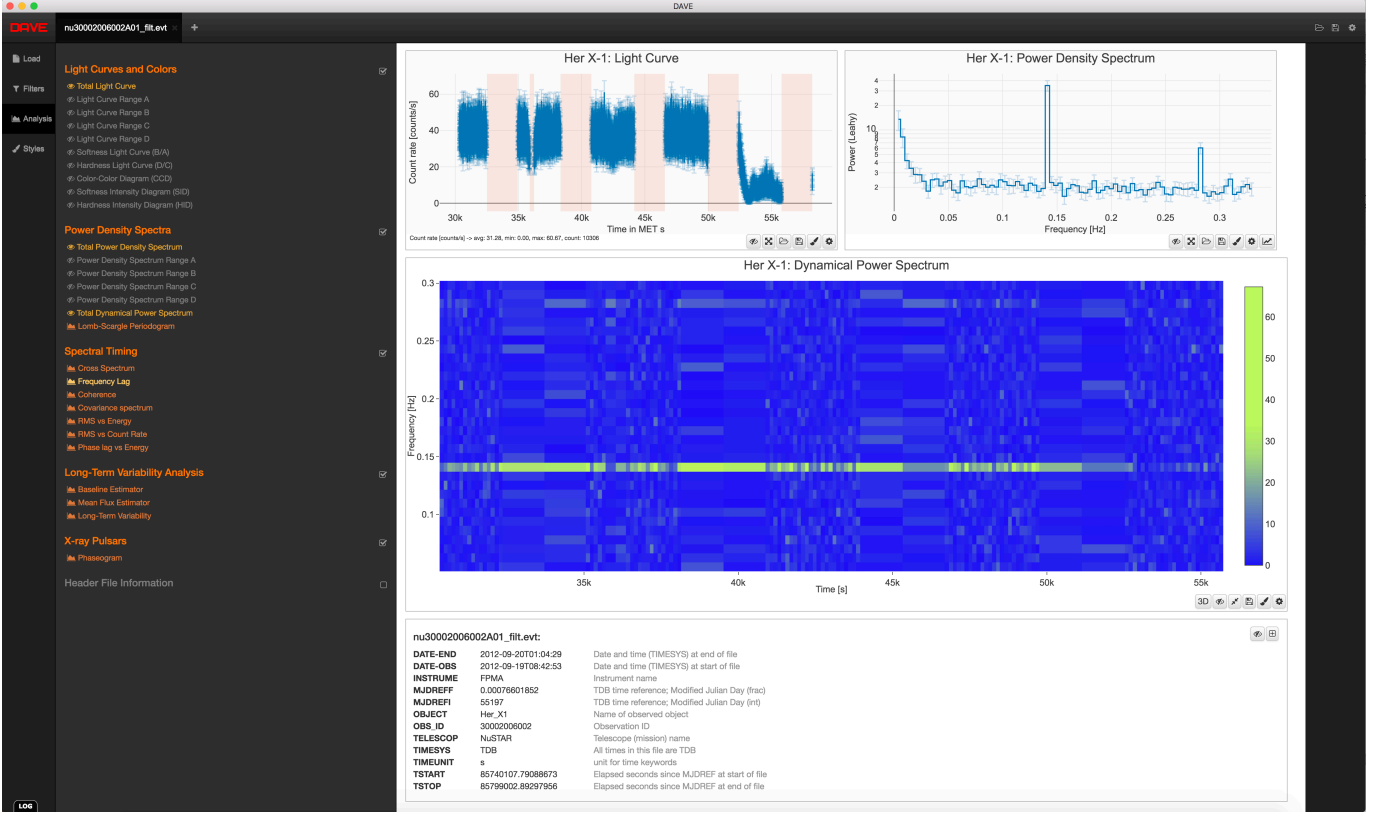 DAVE
DAVE
nu30002006002A01_filt.evt × +
Load
Filters
Analysis
Styles
LOG
Light Curves and Colors
Total Light Curve
Light Curve Range A
Light Curve Range B
Light Curve Range C
Light Curve Range D
Softness Light Curve (B/A)
Hardness Light Curve (D/C)
Color-Color Diagram (CCD)
Softness Intensity Diagram (SID)
Hardness Intensity Diagram (HID)
Power Density Spectra
Total Power Density Spectrum
Power Density Spectrum Range A
Power Density Spectrum Range B
Power Density Spectrum Range C
Power Density Spectrum Range D
Total Dynamical Power Spectrum
Lomb-Scargle Periodogram
Spectral Timing
Cross Spectrum
Frequency Lag
Coherence
Covariance spectrum
RMS vs Energy
RMS vs Count Rate
Phase lag vs Energy
Long-Term Variability Analysis
Baseline Estimator
Mean Flux Estimator
Long-Term Variability
X-ray Pulsars
Phaseogram
Header File Information
Her X-1: Light Curve
Count rate [counts/s]
60
40
20
0
30k 35k 40k 45k 50k 55k
Time in MET s
Count rate [counts/s] -> avg: 31.28, min: 0.00, max: 60.67, count: 10306
Her X-1: Power Density Spectrum
Power (Leahy)
4
3
2
10
9
8
7
6
5
4
3
2
0 0.05 0.1 0.15 0.2 0.25 0.3
Frequency [Hz]
Her X-1: Dynamical Power Spectrum
Frequency [Hz]
0.3
0.25
0.2
0.15
0.1
35k 40k 45k 50k 55k
Time [s]
60
50
40
30
20
10
0
3D
nu30002006002A01_filt.evt:
DATE-END 2012-09-20T01:04:29 Date and time (TIMESYS) at end of file
DATE-OBS 2012-09-19T08:42:53 Date and time (TIMESYS) at start of file
INSTRUME FPMA Instrument name
MJDREFF 0.00076601852 TDB time reference; Modified Julian Day (frac)
MJDREFI 55197 TDB time reference; Modified Julian Day (int)
OBJECT Her_X1 Name of observed object
OBS_ID 30002006002 Observation ID
TELESCOP NuSTAR Telescope (mission) name
TIMESYS TDB All times in this file are TDB
TIMEUNIT s unit for time keywords
TSTART 85740107.79088673 Elapsed seconds since MJDREF at start of file
TSTOP 85799002.89297956 Elapsed seconds since MJDREF at end of file